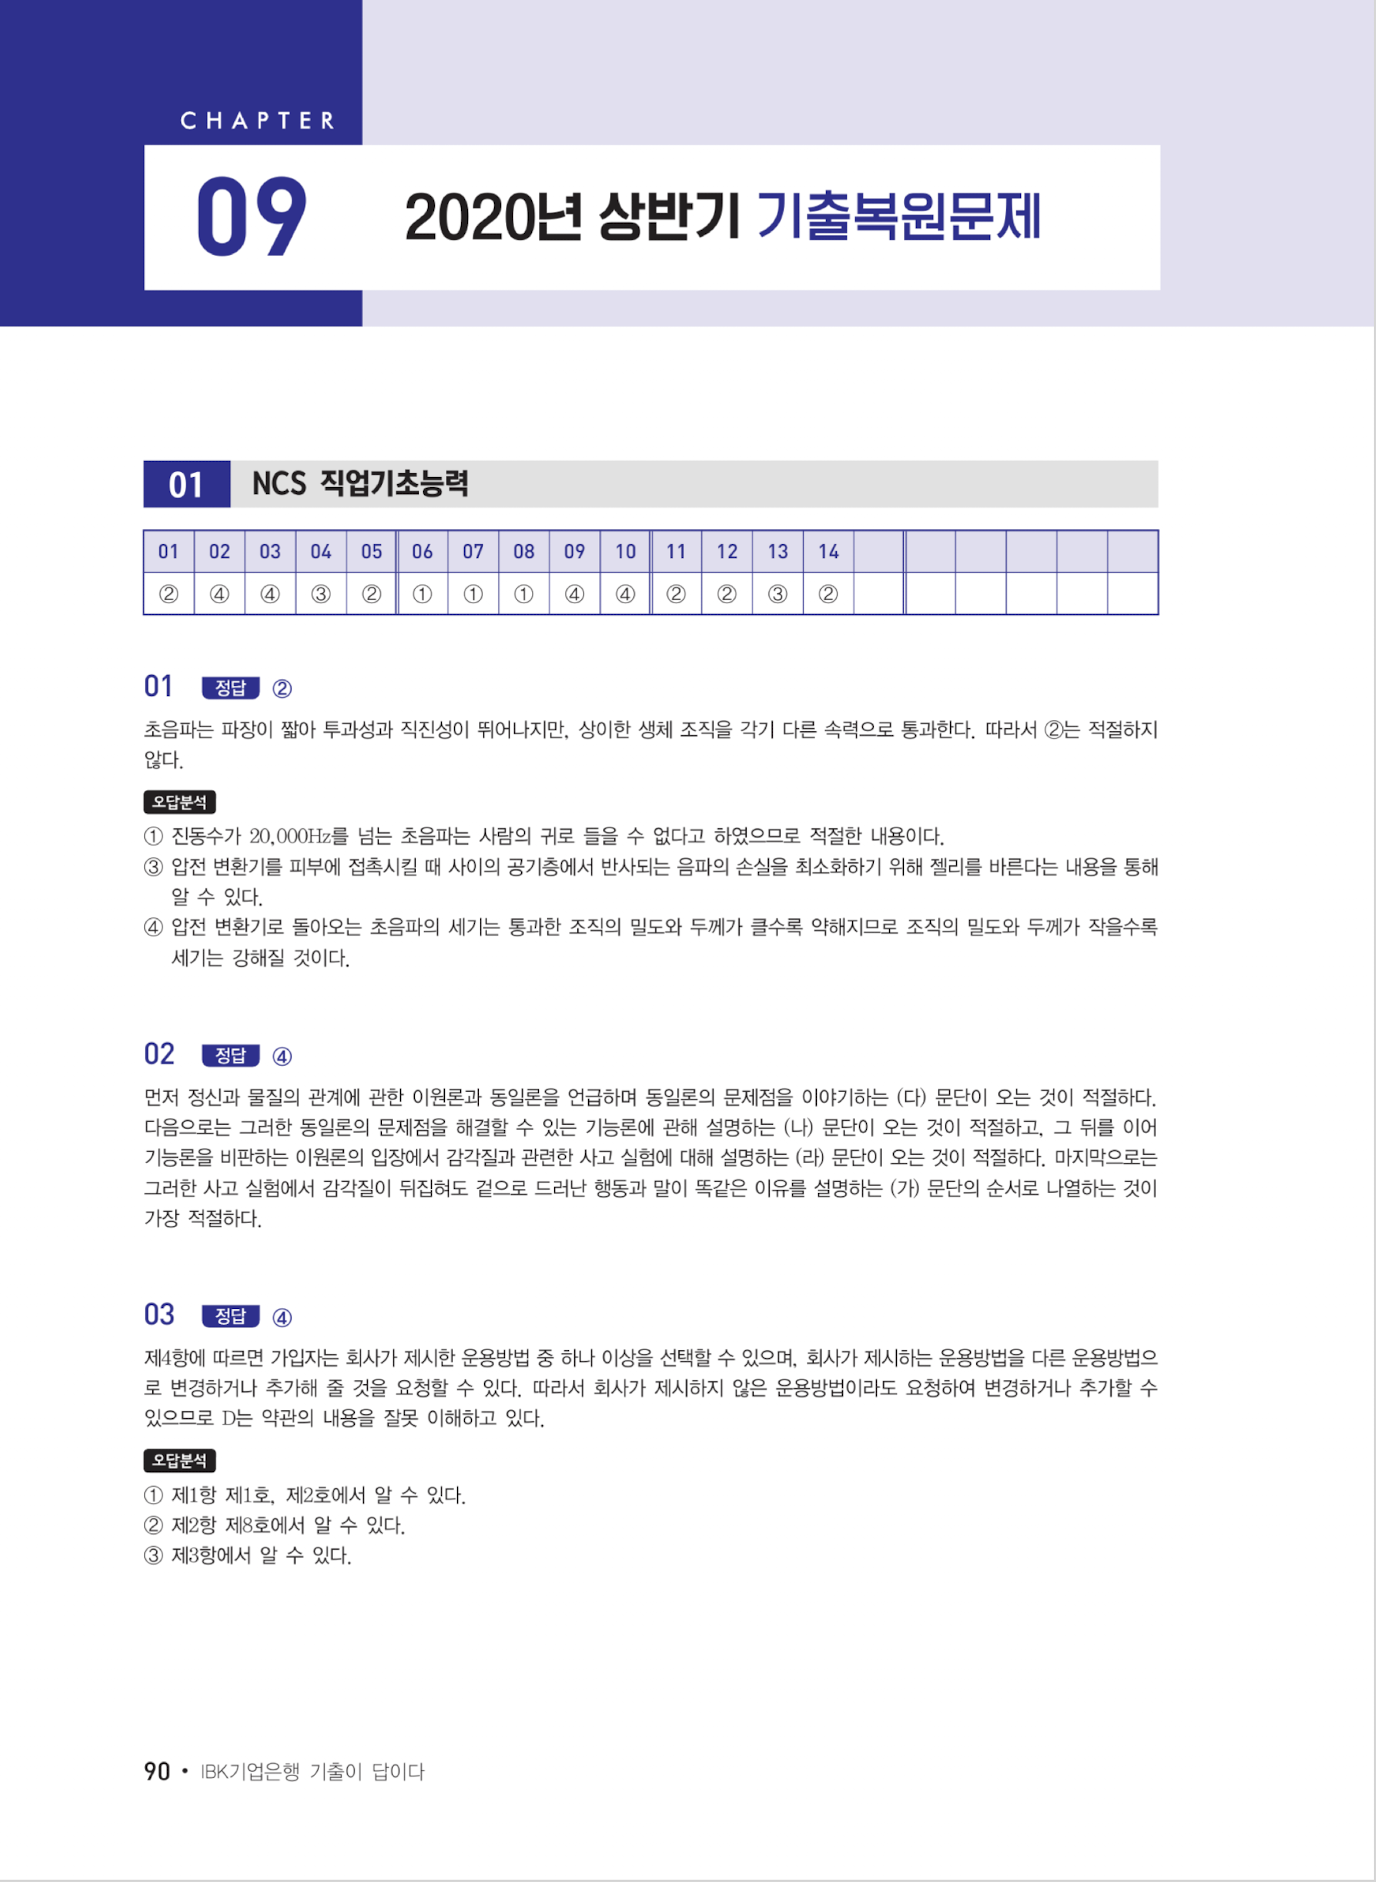 CHAPTER
09
2020년 상반기 기출복원문제
01 NCS 직업기초능력
01 02 03 04 05 06 07 08 09 10 11 12 13 14
② ④ ④ ③ ② ① ① ① ④ ④ ② ② ③ ②
01 정답 ②
초음파는 파장이 짧아 투과성과 직진성이 뛰어나지만, 상이한 생체 조직을 각기 다른 속력으로 통과한다. 따라서 ②는 적절하지
않다.
오답분석
① 진동수가 20,000Hz를 넘는 초음파는 사람의 귀로 들을 수 없다고 하였으므로 적절한 내용이다.
③ 압전 변환기를 피부에 접촉시킬 때 사이의 공기층에서 반사되는 음파의 손실을 최소화하기 위해 젤리를 바른다는 내용을 통해
알 수 있다.
④ 압전 변환기로 돌아오는 초음파의 세기는 통과한 조직의 밀도와 두께가 클수록 약해지므로 조직의 밀도와 두께가 작을수록
세기는 강해질 것이다.
02 정답 ④
먼저 정신과 물질의 관계에 관한 이원론과 동일론을 언급하며 동일론의 문제점을 이야기하는 (다) 문단이 오는 것이 적절하다.
다음으로는 그러한 동일론의 문제점을 해결할 수 있는 기능론에 관해 설명하는 (나) 문단이 오는 것이 적절하고, 그 뒤를 이어
기능론을 비판하는 이원론의 입장에서 감각질과 관련한 사고 실험에 대해 설명하는 (라) 문단이 오는 것이 적절하다. 마지막으로는
그러한 사고 실험에서 감각질이 뒤집혀도 겉으로 드러난 행동과 말이 똑같은 이유를 설명하는 (가) 문단의 순서로 나열하는 것이
가장 적절하다.
03 정답 ④
제4항에 따르면 가입자는 회사가 제시한 운용방법 중 하나 이상을 선택할 수 있으며, 회사가 제시하는 운용방법을 다른 운용방법으
로 변경하거나 추가해 줄 것을 요청할 수 있다. 따라서 회사가 제시하지 않은 운용방법이라도 요청하여 변경하거나 추가할 수
있으므로 D는 약관의 내용을 잘못 이해하고 있다.
오답분석
① 제1항 제1호, 제2호에서 알 수 있다.
② 제2항 제8호에서 알 수 있다.
③ 제3항에서 알 수 있다.
90 • IBK기업은행 기출이 답이다